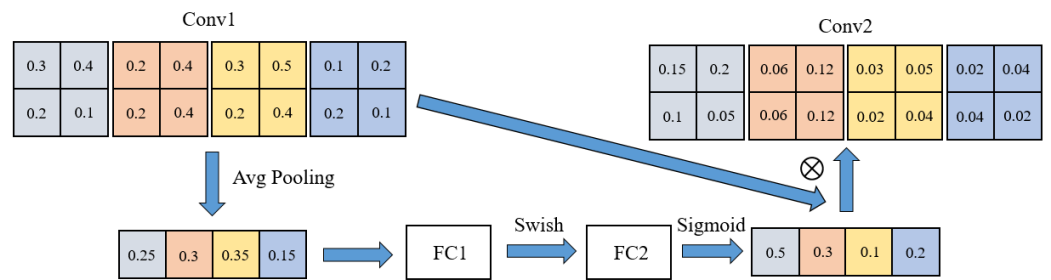 Conv1
Conv2
0.3 0.4 0.2 0.4 0.3 0.5 0.1 0.2
0.2 0.1 0.2 0.4 0.2 0.4 0.2 0.1
0.15 0.2 0.06 0.12 0.03 0.05 0.02 0.04
0.1 0.05 0.06 0.12 0.02 0.04 0.04 0.02
Avg Pooling
0.25 0.3 0.35 0.15
FC1
Swish
FC2
Sigmoid
0.5 0.3 0.1 0.2